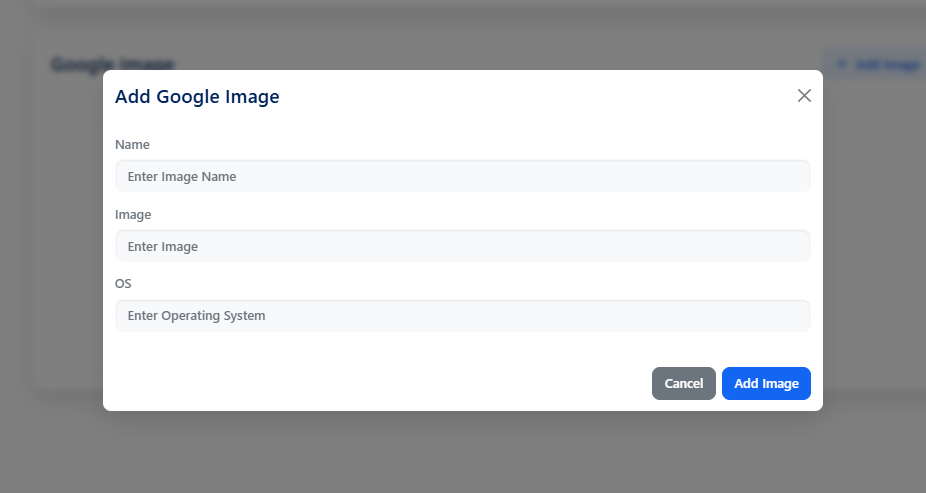 Google Image
Add Image
Add Google Image
Name
Enter Image Name
Image
Enter Image
OS
Enter Operating System
Cancel
Add Image